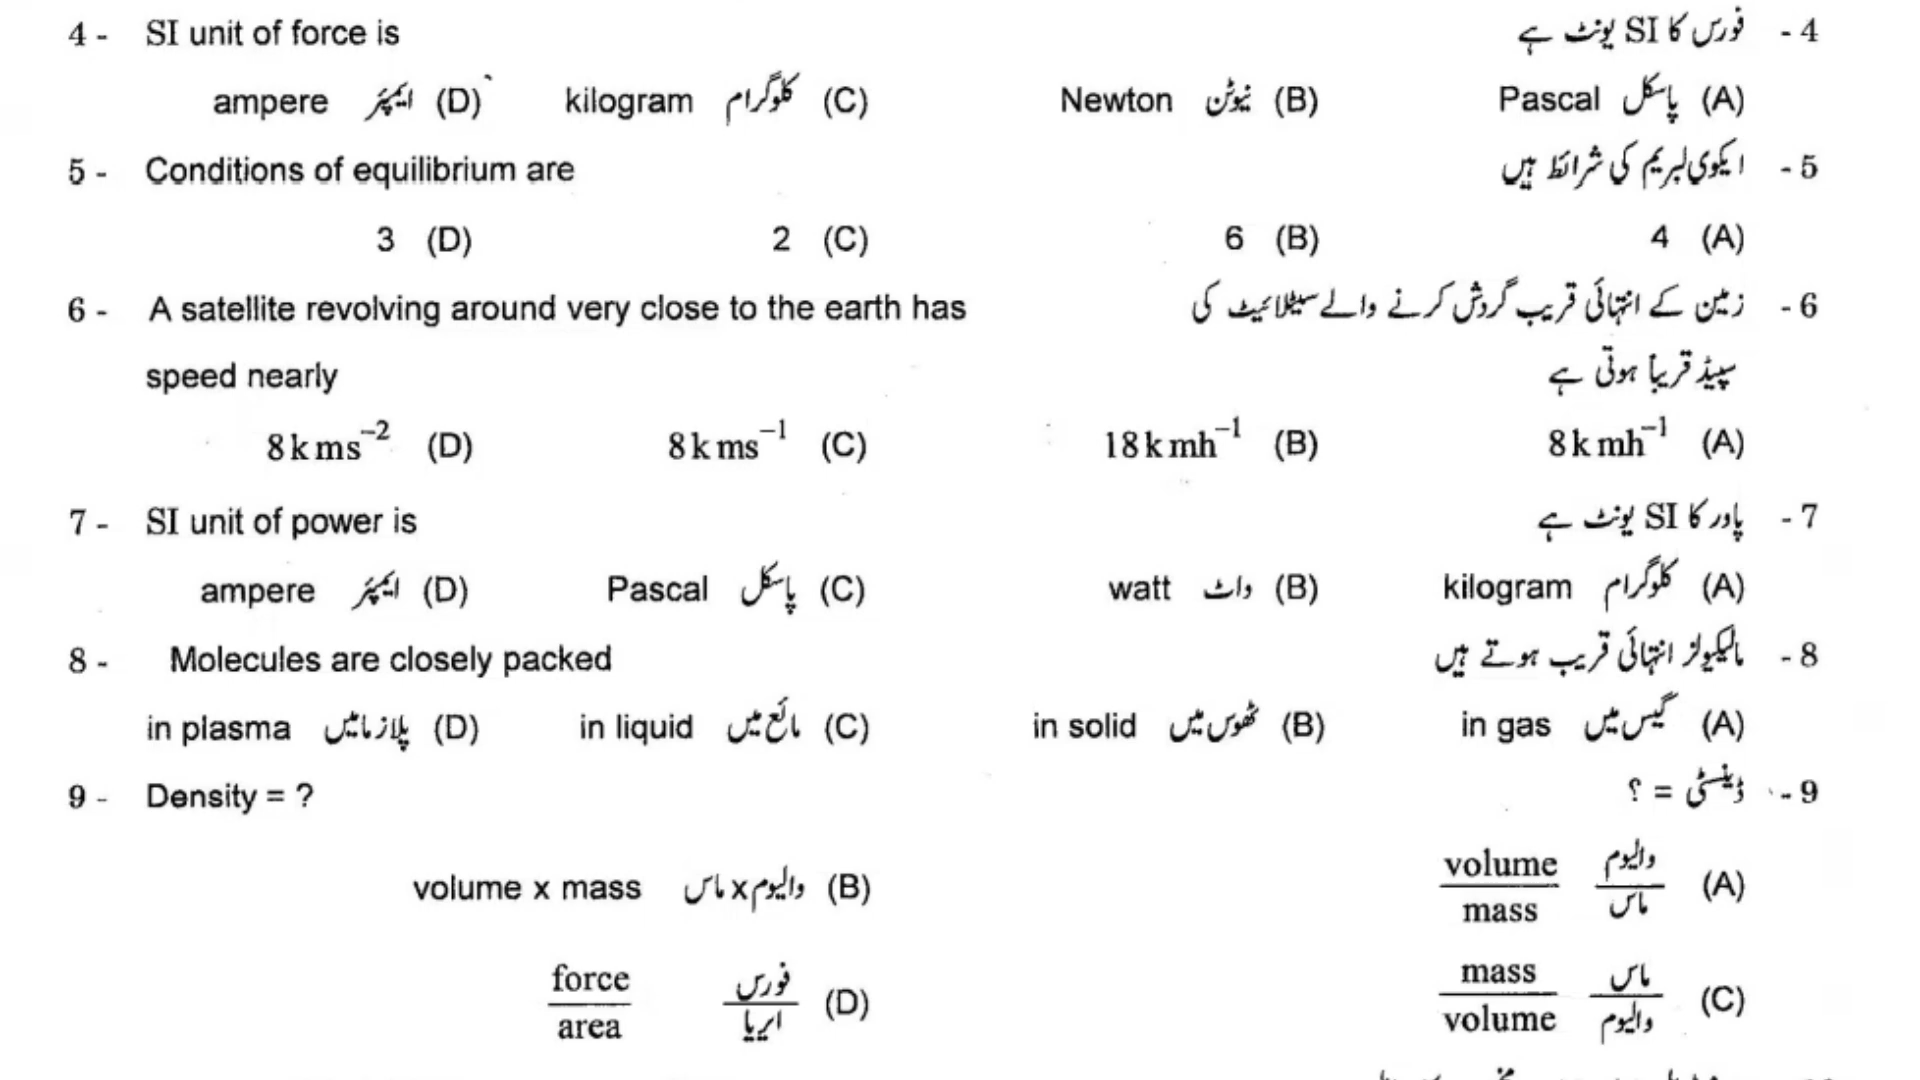 4 - SI unit of force is فورس کا SI یونٹ ہے - 4
ampere ایمپئر (D) kilogram کلوگرام (C) Newton نیوٹن (B) Pascal پاسکل (A)
5 - Conditions of equilibrium are ایکوی لبریم کی شرائط ہیں - 5
3 (D) 2 (C) 6 (B) 4 (A)
6 - A satellite revolving around very close to the earth has زمین کے انتہائی قریب گردش کرنے والے سیٹلائیٹ کی - 6
speed nearly سپیڈ قریباً ہوتی ہے
8 k ms⁻² (D) 8 k ms⁻¹ (C) 18 k mh⁻¹ (B) 8 k mh⁻¹ (A)
7 - SI unit of power is پاور کا SI یونٹ ہے - 7
ampere ایمپئر (D) Pascal پاسکل (C) watt واٹ (B) kilogram کلوگرام (A)
8 - Molecules are closely packed مالیکیولز انتہائی قریب ہوتے ہیں - 8
in plasma پلازما میں (D) in liquid مائع میں (C) in solid ٹھوس میں (B) in gas گیس میں (A)
9 - Density = ? ڈینسٹی = ؟ - 9
volume x mass والیوم x ماس (B) volume/mass والیوم/ماس (A)
force/area فورس/ایریا (D) mass/volume ماس/والیوم (C)